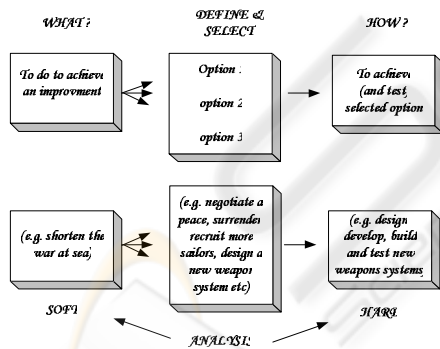 WHAT?
DEFINE &
SELECT
HOW?
To do to achieve
an improvment
Option 1
option 2
option 3
To achieve
(and test
selected option
(e.g. shorten the
war at sea)
(e.g. negotiate a
peace, surrender
recruit more
sailors, design a
new weapon
system etc)
(e.g. design
develop, build
and test new
weapons systems
SOFT
HARD
ANALYSIS